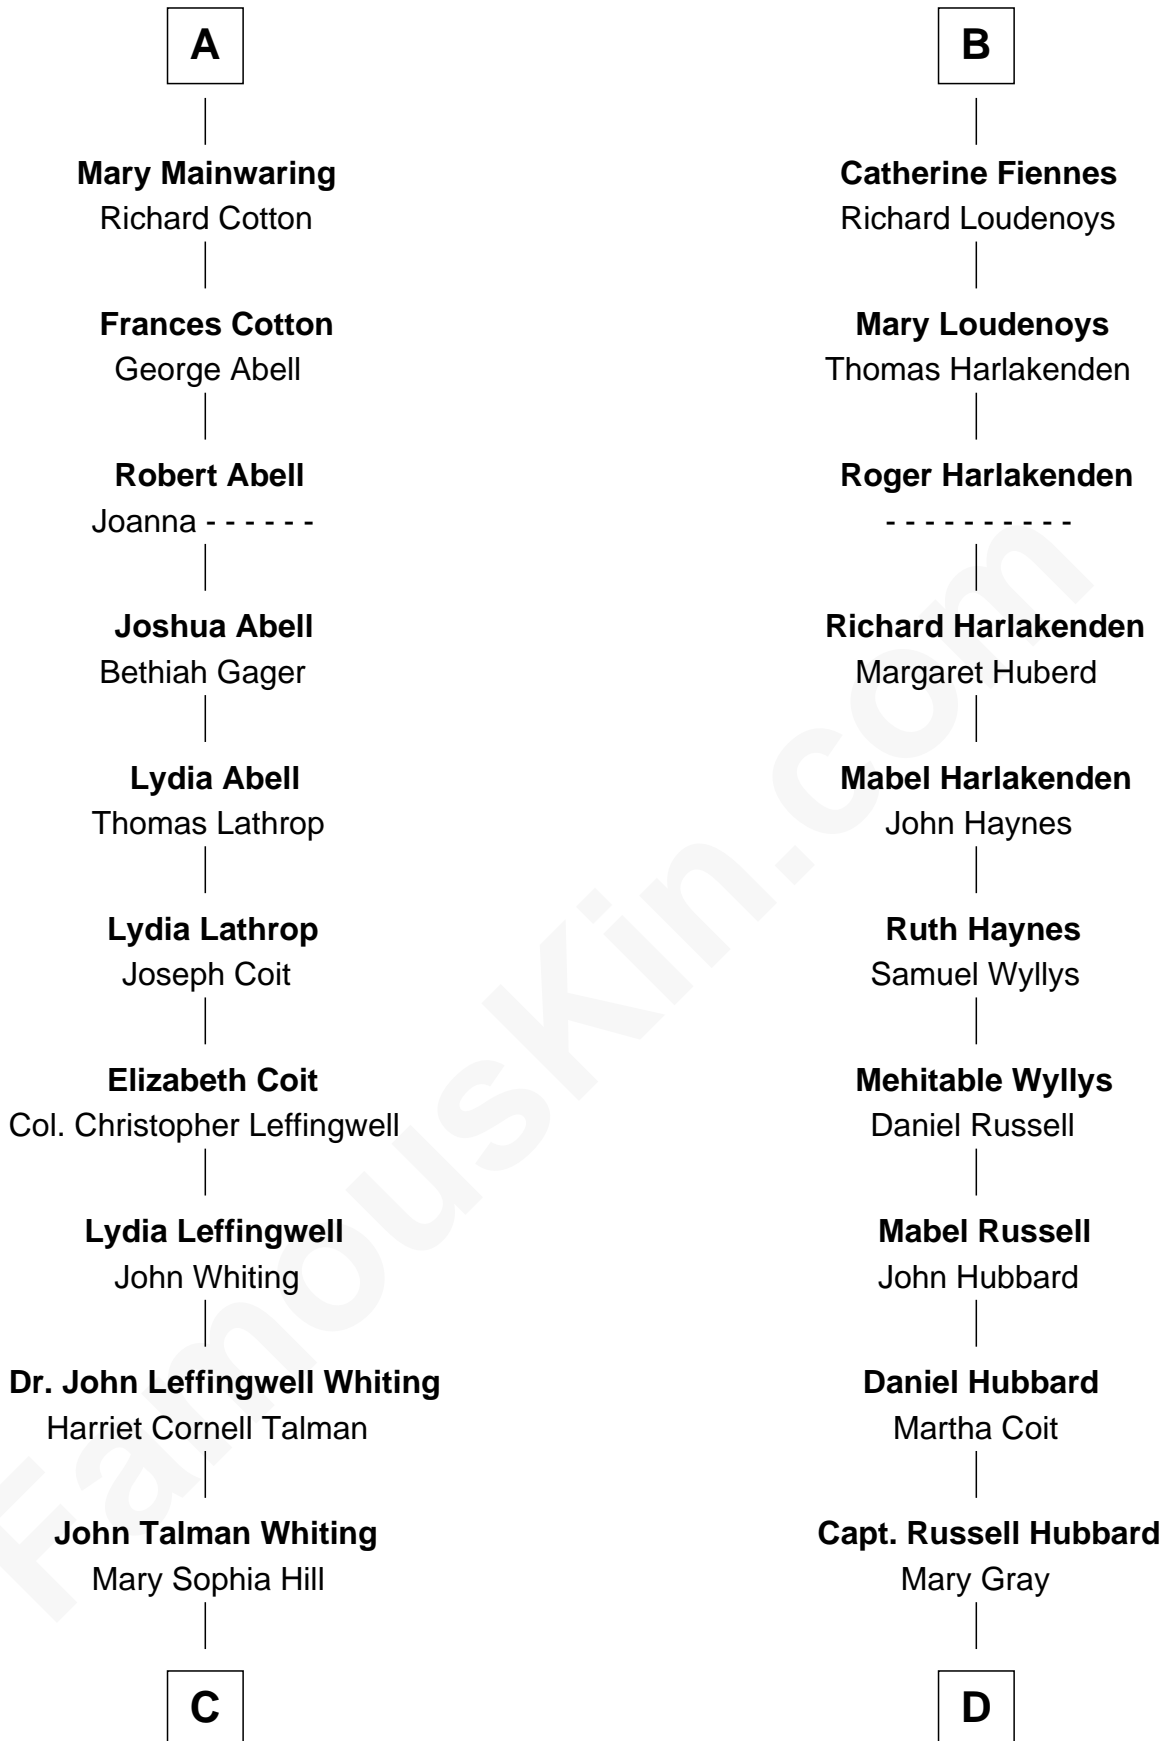 A
Mary Mainwaring
Richard Cotton
Frances Cotton
George Abell
Robert Abell
Joanna - - - - - -
Joshua Abell
Bethiah Gager
Lydia Abell
Thomas Lathrop
Lydia Lathrop
Joseph Coit
Elizabeth Coit
Col. Christopher Leffingwell
Lydia Leffingwell
John Whiting
Dr. John Leffingwell Whiting
Harriet Cornell Talman
John Talman Whiting
Mary Sophia Hill
C
B
Catherine Fiennes
Richard Loudenoys
Mary Loudenoys
Thomas Harlakenden
Roger Harlakenden
- - - - - - - - - -
Richard Harlakenden
Margaret Huberd
Mabel Harlakenden
John Haynes
Ruth Haynes
Samuel Wyllys
Mehitable Wyllys
Daniel Russell
Mabel Russell
John Hubbard
Daniel Hubbard
Martha Coit
Capt. Russell Hubbard
Mary Gray
D
FamousKin.com